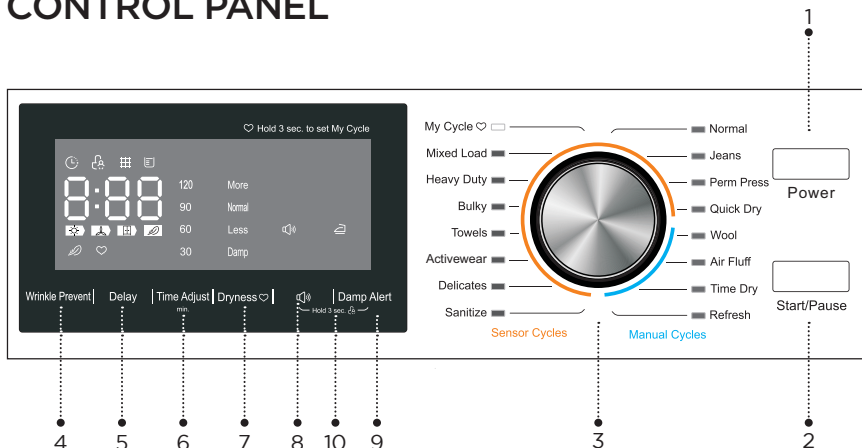 CONTROL PANEL
1
♡ Hold 3 sec. to set My Cycle
8:88
120 More
90 Normal
60 Less
30 Damp
Wrinkle Prevent
Delay
Time Adjust
min.
Dryness ♡
Damp Alert
Hold 3 sec.
My Cycle ♡
Mixed Load
Heavy Duty
Bulky
Towels
Activewear
Delicates
Sanitize
Sensor Cycles
Normal
Jeans
Perm Press
Quick Dry
Wool
Air Fluff
Time Dry
Refresh
Manual Cycles
Power
Start/Pause
4 5 6 7 8 10 9 3 2